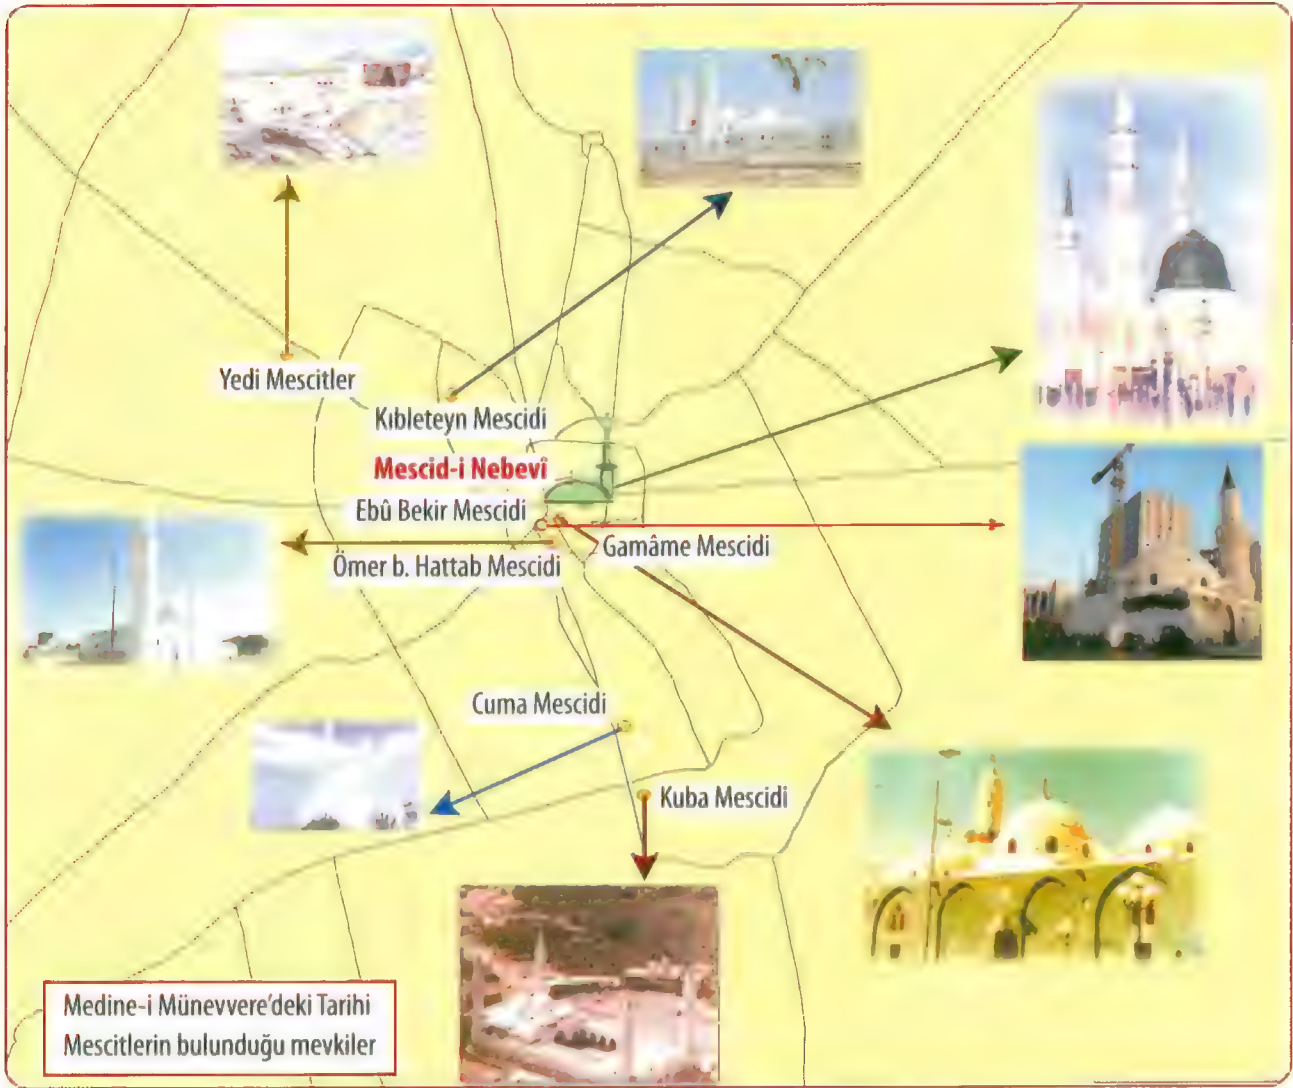 Yedi Mescitler
Kıbleteyn Mescidi
Mescid-i Nebevî
Ebû Bekir Mescidi
Gamâme Mescidi
Ömer b. Hattab Mescidi
Cuma Mescidi
Kuba Mescidi
Medine-i Münevvere'deki Tarihi
Mescitlerin bulunduğu mevkiler